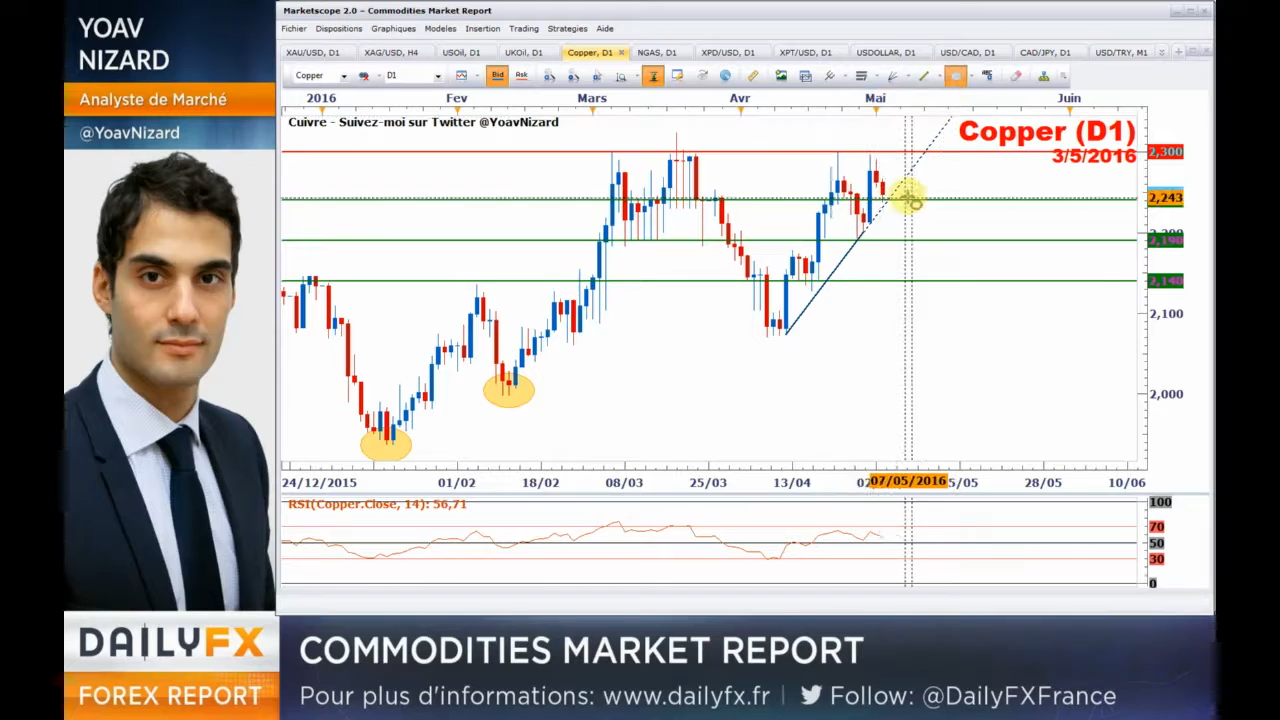 YOAV
NIZARD
Analyste de Marché
@YoavNizard
Marketscope 2.0 – Commodities Market Report
Fichier Dispositions Graphiques Modeles Insertion Trading Strategies Aide
XAU/USD, D1 XAG/USD, H4 USOil, D1 UKOil, D1 Copper, D1 NGAS, D1 XPD/USD, D1 XPT/USD, D1 USDOLLAR, D1 USD/CAD, D1 CAD/JPY, D1 USD/TRY, M1
Copper D1 Bid Ask
2016 Fev Mars Avr Mai Juin
Cuivre - Suivez-moi sur Twitter @YoavNizard
Copper (D1)
3/5/2016
2,300
2,243
2,190
2,140
2,100
2,000
24/12/2015 01/02 18/02 08/03 25/03 13/04 07/05/2016 5/05 28/05 10/06
RSI(Copper.Close, 14): 56,71
100
70
50
30
0
DAILYFX
FOREX REPORT
COMMODITIES MARKET REPORT
Pour plus d'informations: www.dailyfx.fr | Follow: @DailyFXFrance